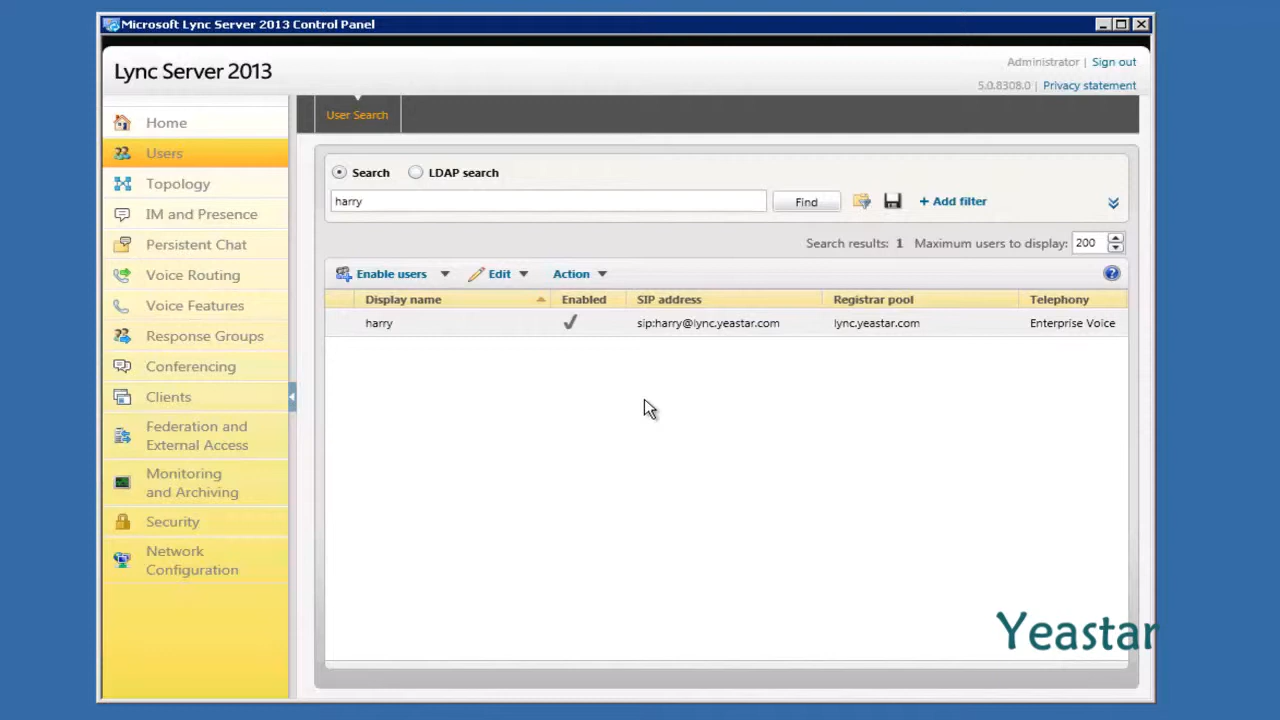 Microsoft Lync Server 2013 Control Panel
Lync Server 2013
Administrator | Sign out
5.0.8308.0 | Privacy statement
Home
Users
Topology
IM and Presence
Persistent Chat
Voice Routing
Voice Features
Response Groups
Conferencing
Clients
Federation and
External Access
Monitoring
and Archiving
Security
Network
Configuration
User Search
Search LDAP search
harry Find + Add filter
Search results: 1 Maximum users to display: 200
Enable users Edit Action
Display name Enabled SIP address Registrar pool Telephony
harry sip:harry@lync.yeastar.com lync.yeastar.com Enterprise Voice
Yeastar